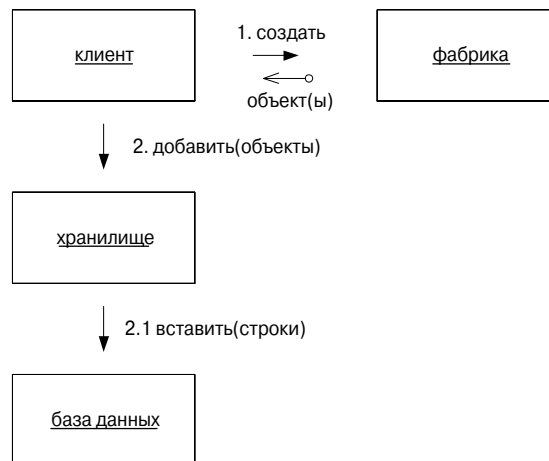 1. создать
клиент
фабрика
объект(ы)
2. добавить(объекты)
хранилище
2.1 вставить(строки)
база данных